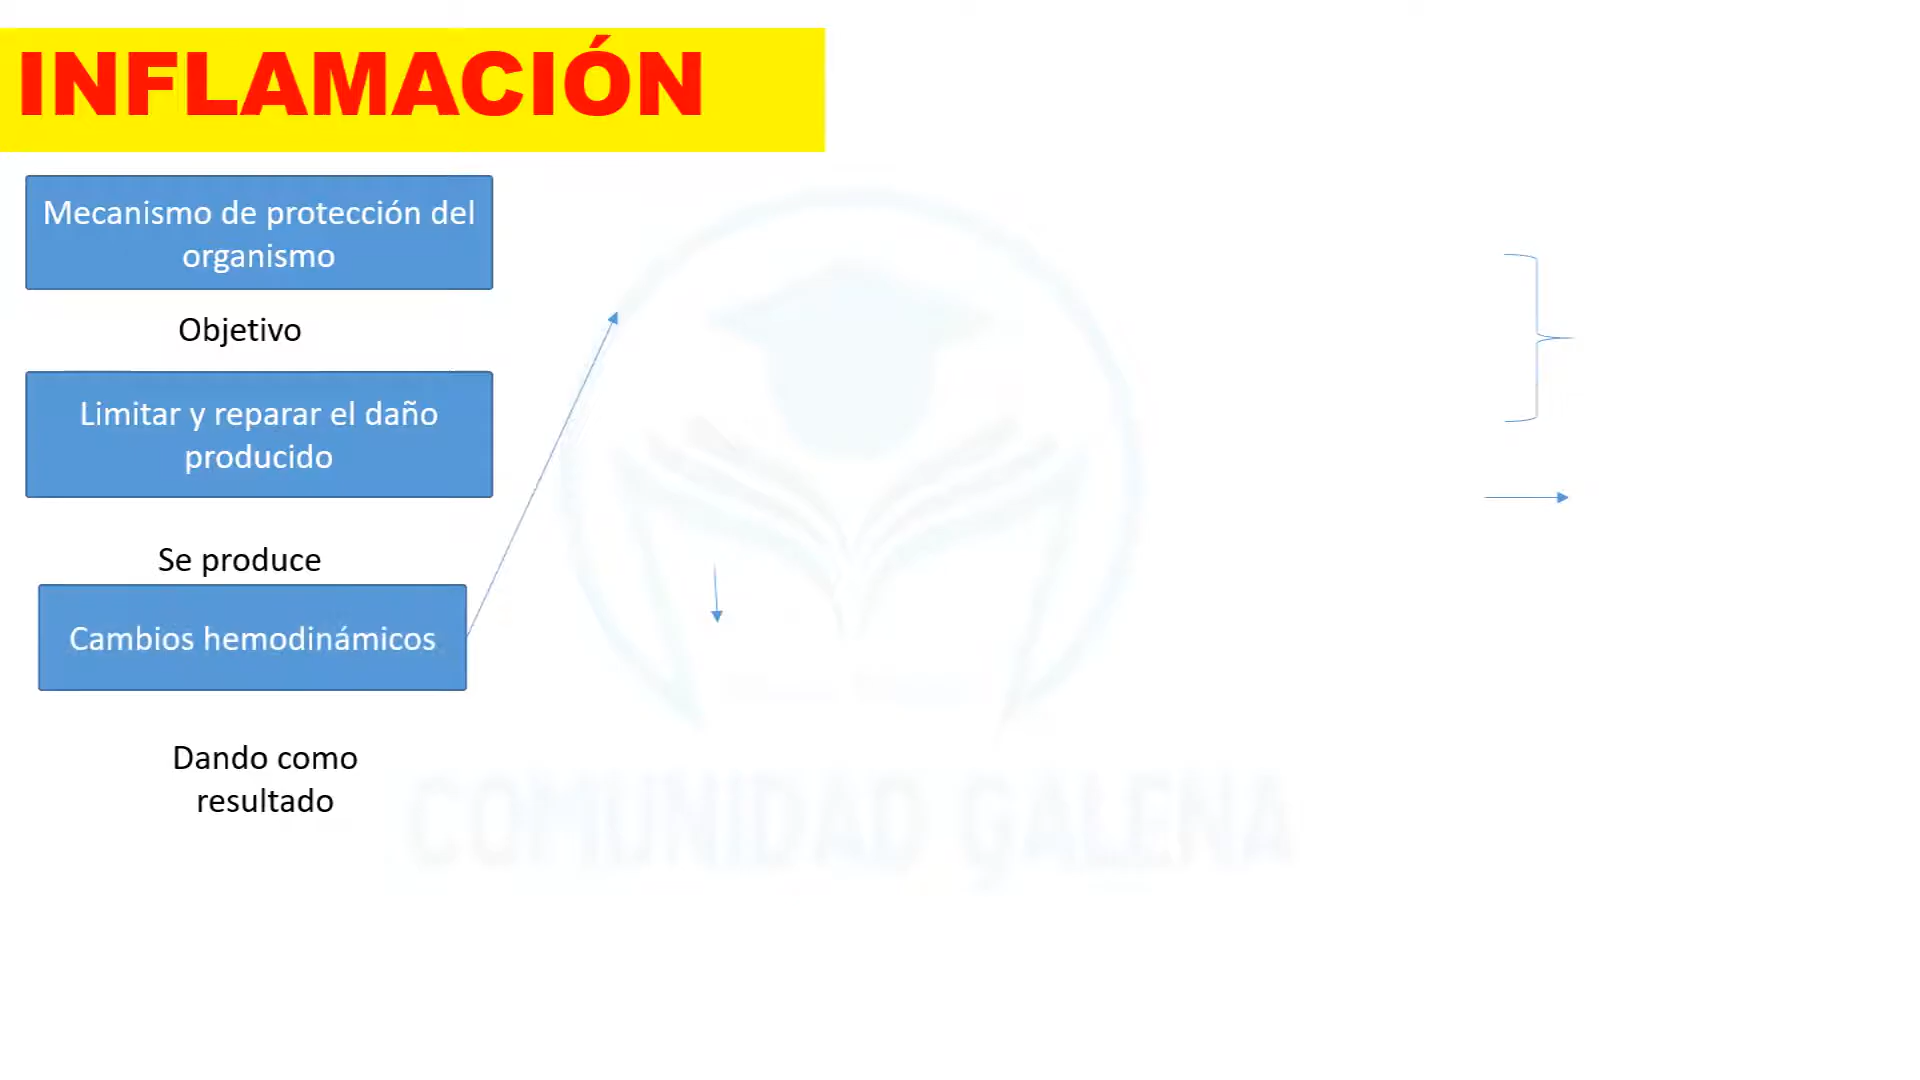 INFLAMACIÓN
Mecanismo de protección del
organismo
Objetivo
Limitar y reparar el daño
producido
Se produce
Cambios hemodinámicos
Dando como
resultado
COMUNIDAD GALENA